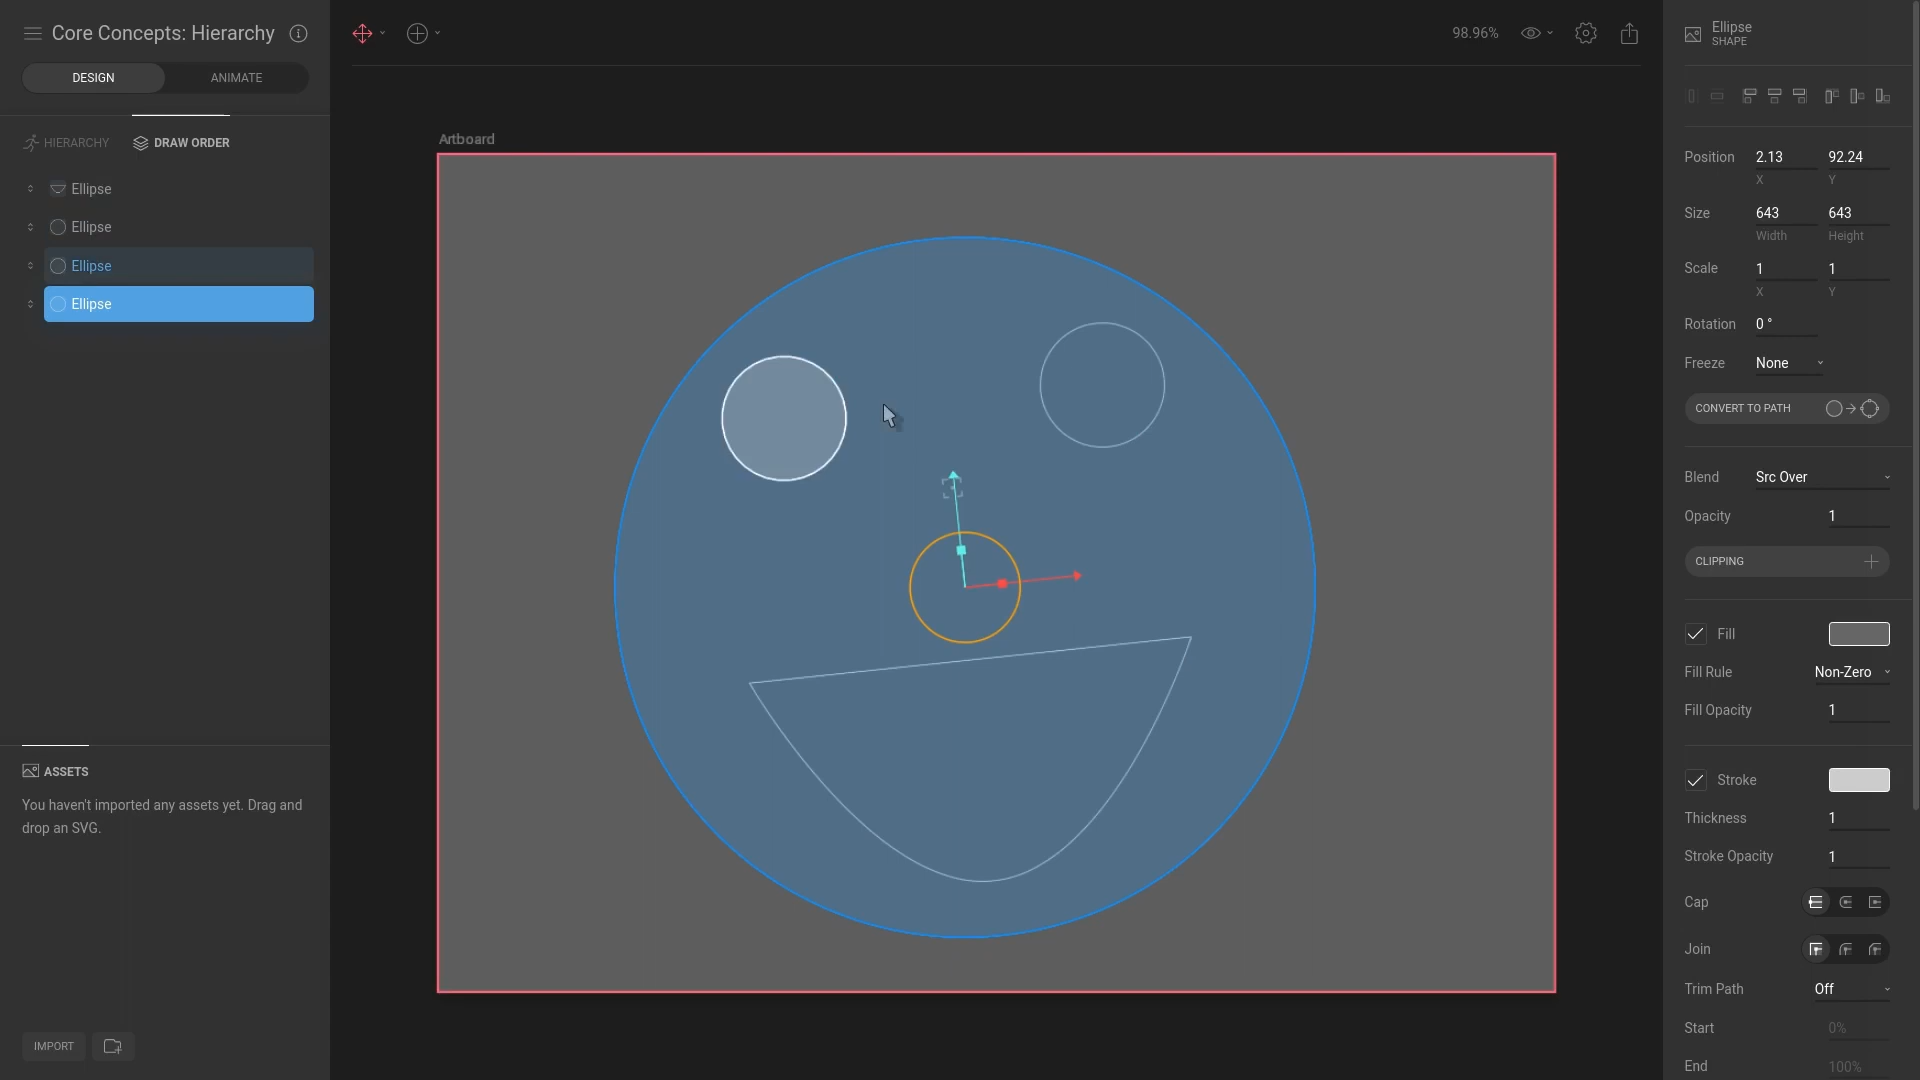 Core Concepts: Hierarchy
DESIGN
ANIMATE
HIERARCHY
DRAW ORDER
Ellipse
Ellipse
Ellipse
Ellipse
ASSETS
You haven't imported any assets yet. Drag and
drop an SVG.
IMPORT
98.96%
Artboard
Ellipse
SHAPE
Position 2.13 92.24
X Y
Size 643 643
Width Height
Scale 1 1
X Y
Rotation 0 °
Freeze None
CONVERT TO PATH
Blend Src Over
Opacity 1
CLIPPING
Fill
Fill Rule Non-Zero
Fill Opacity 1
Stroke
Thickness 1
Stroke Opacity 1
Cap
Join
Trim Path Off
Start 0%
End 100%